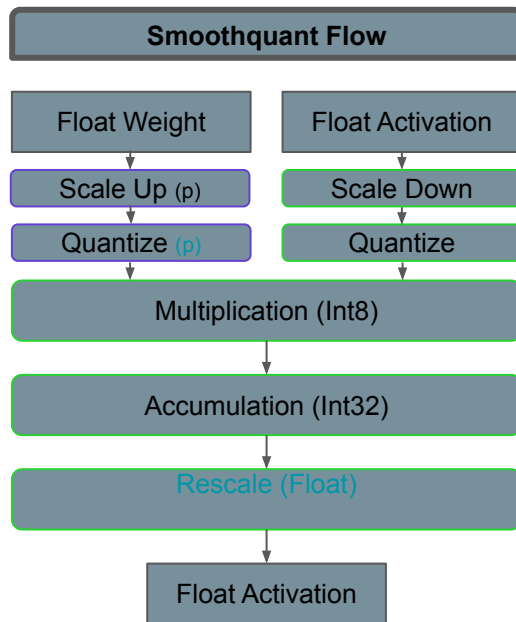 Smoothquant Flow
Float Weight
Float Activation
Scale Up (p)
Scale Down
Quantize (p)
Quantize
Multiplication (Int8)
Accumulation (Int32)
Rescale (Float)
Float Activation